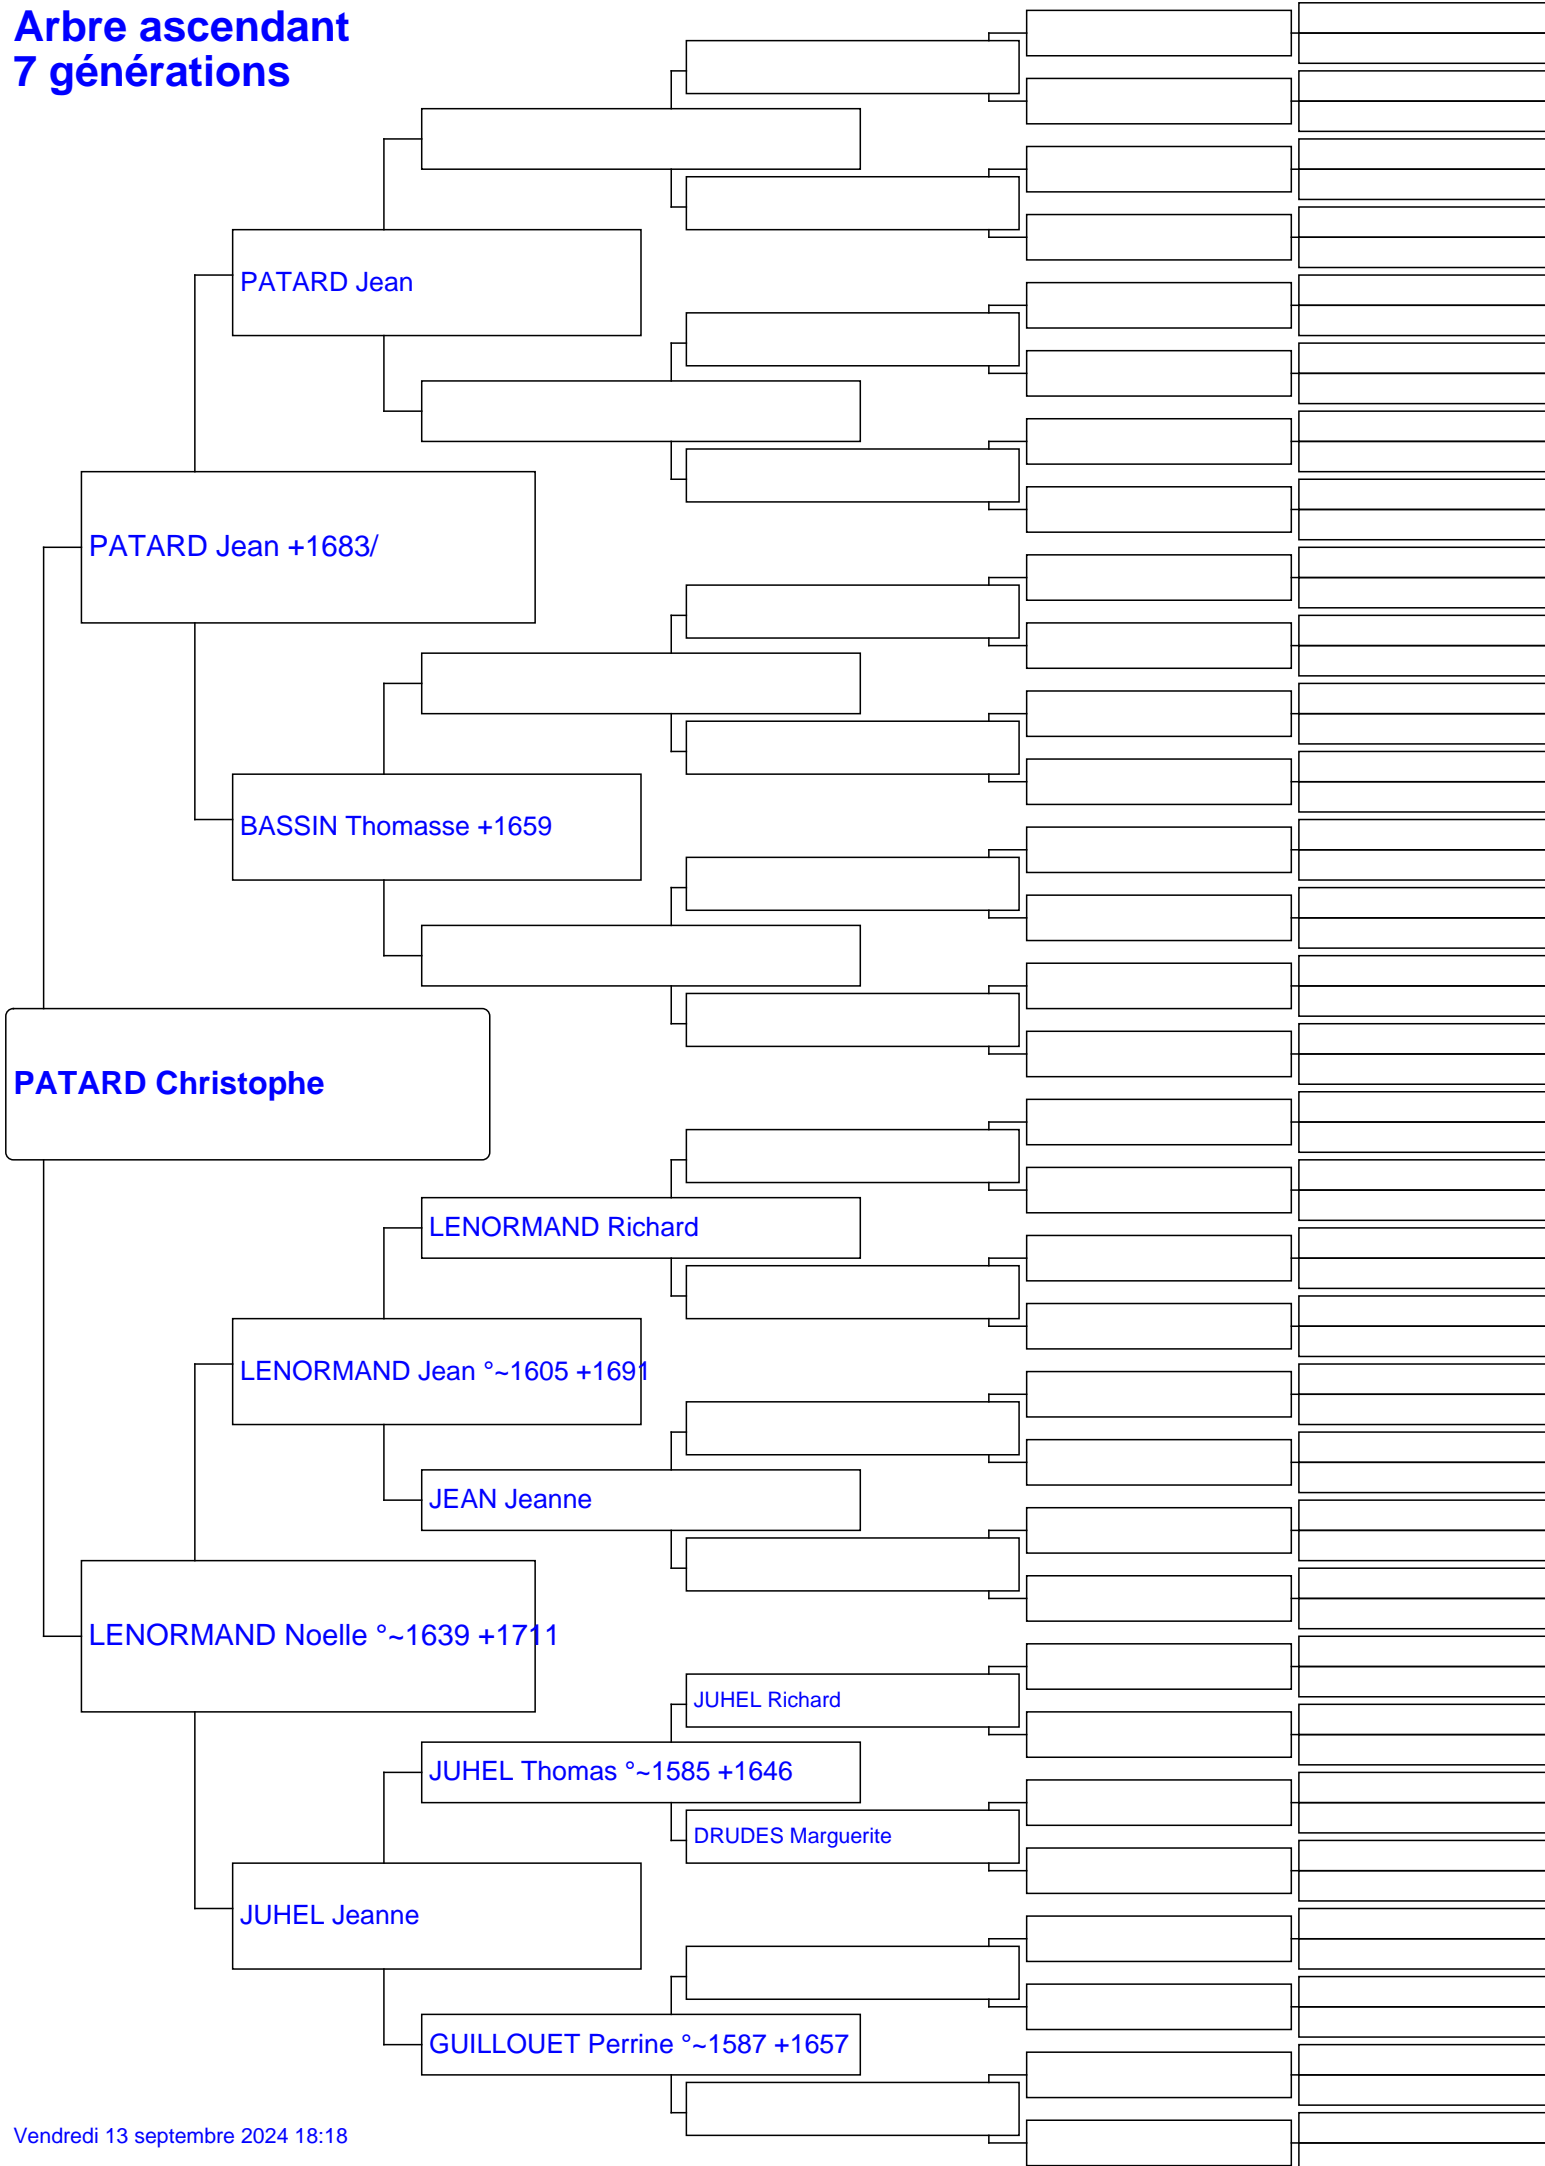 Arbre ascendant
7 générations
PATARD Jean
PATARD Jean +1683/
BASSIN Thomasse +1659
PATARD Christophe
LENORMAND Richard
LENORMAND Jean °~1605 +1691
JEAN Jeanne
LENORMAND Noelle °~1639 +1711
JUHEL Richard
JUHEL Thomas °~1585 +1646
DRUDES Marguerite
JUHEL Jeanne
GUILLOUET Perrine °~1587 +1657
Vendredi 13 septembre 2024 18:18